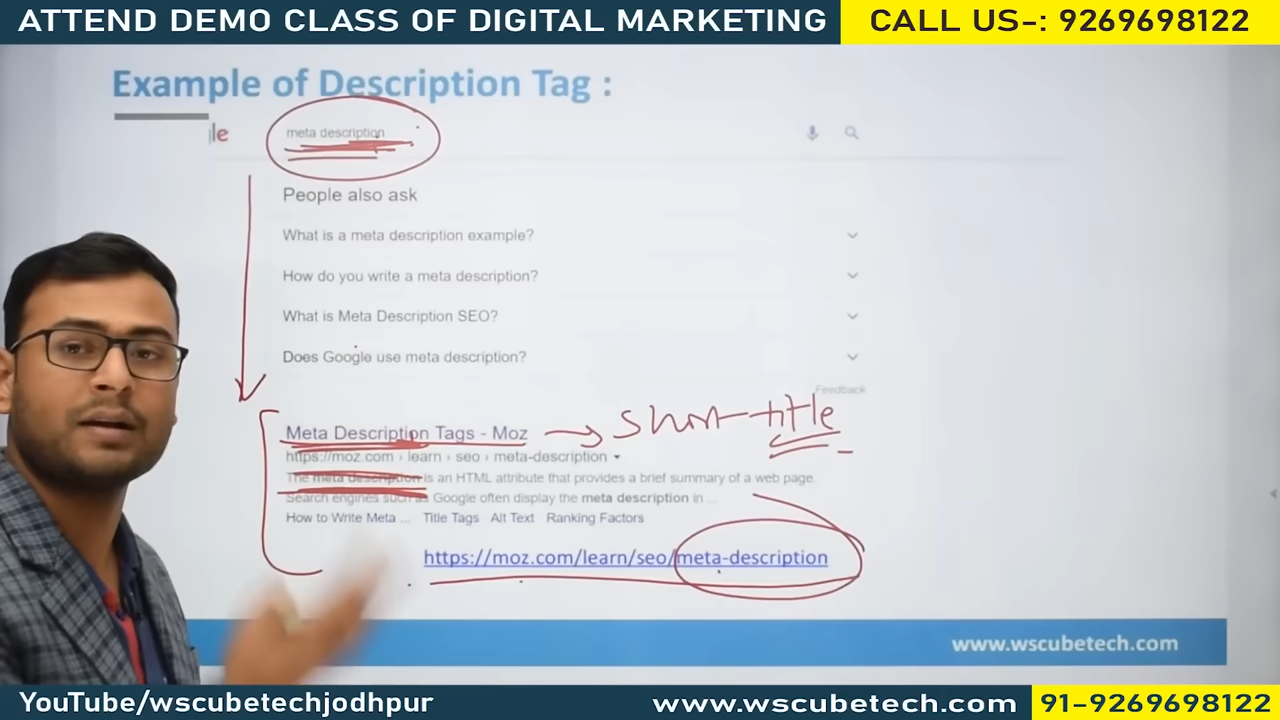 ATTEND DEMO CLASS OF DIGITAL MARKETING
CALL US-: 9269698122
Example of Description Tag :
le
meta description
People also ask
What is a meta description example?
How do you write a meta description?
What is Meta Description SEO?
Does Google use meta description?
Feedback
Meta Description Tags - Moz
short title
https://moz.com › learn › seo › meta-description
The meta description is an HTML attribute that provides a brief summary of a web page.
Search engines such as Google often display the meta description in ...
How to Write Meta ... Title Tags Alt Text Ranking Factors
https://moz.com/learn/seo/meta-description
www.wscubetech.com
YouTube/wscubetechjodhpur
www.wscubetech.com
91-9269698122